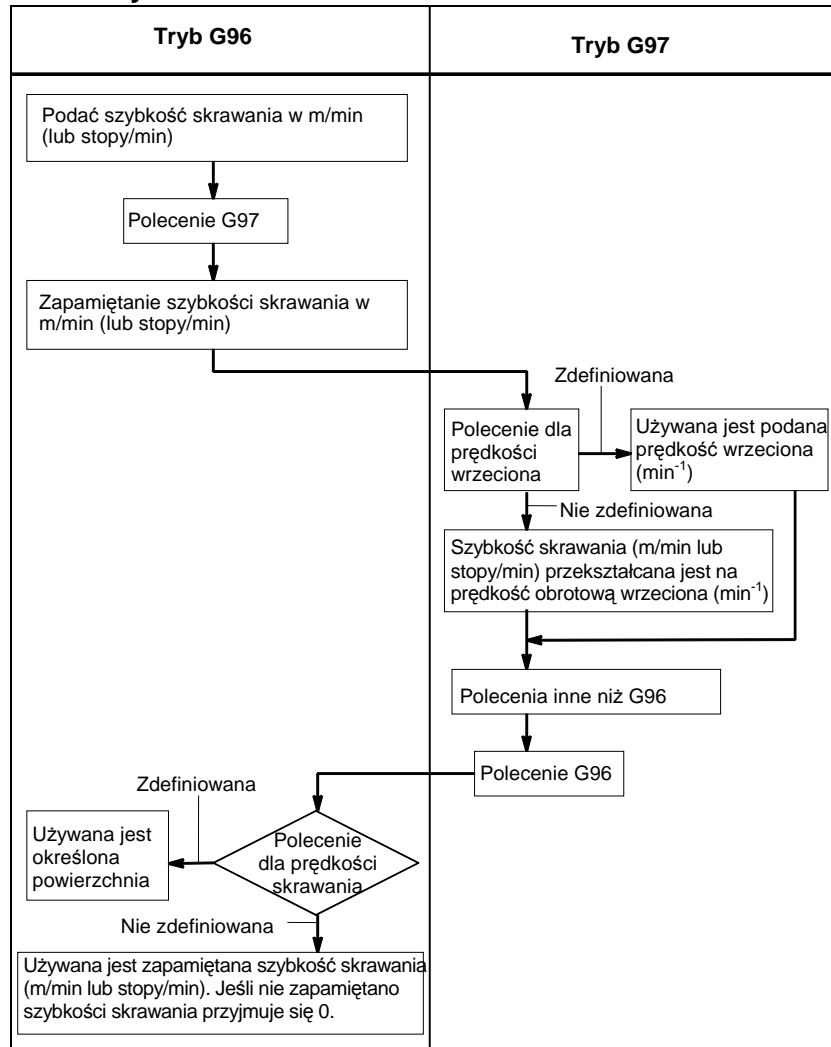 Tryb G96
Tryb G97
Podać szybkość skrawania w m/min
(lub stopy/min)
Polecenie G97
Zapamiętanie szybkości skrawania w
m/min (lub stopy/min)
Zdefiniowana
Polecenie dla
prędkości
wrzeciona
Używana jest podana
prędkość wrzeciona
(min⁻¹)
Nie zdefiniowana
Szybkość skrawania (m/min lub
stopy/min) przekształcana jest na
prędkość obrotową wrzeciona (min⁻¹)
Polecenia inne niż G96
Polecenie G96
Zdefiniowana
Używana jest
określona
powierzchnia
Polecenie
dla prędkości
skrawania
Nie zdefiniowana
Używana jest zapamiętana szybkość skrawania
(m/min lub stopy/min). Jeśli nie zapamiętano
szybkości skrawania przyjmuje się 0.